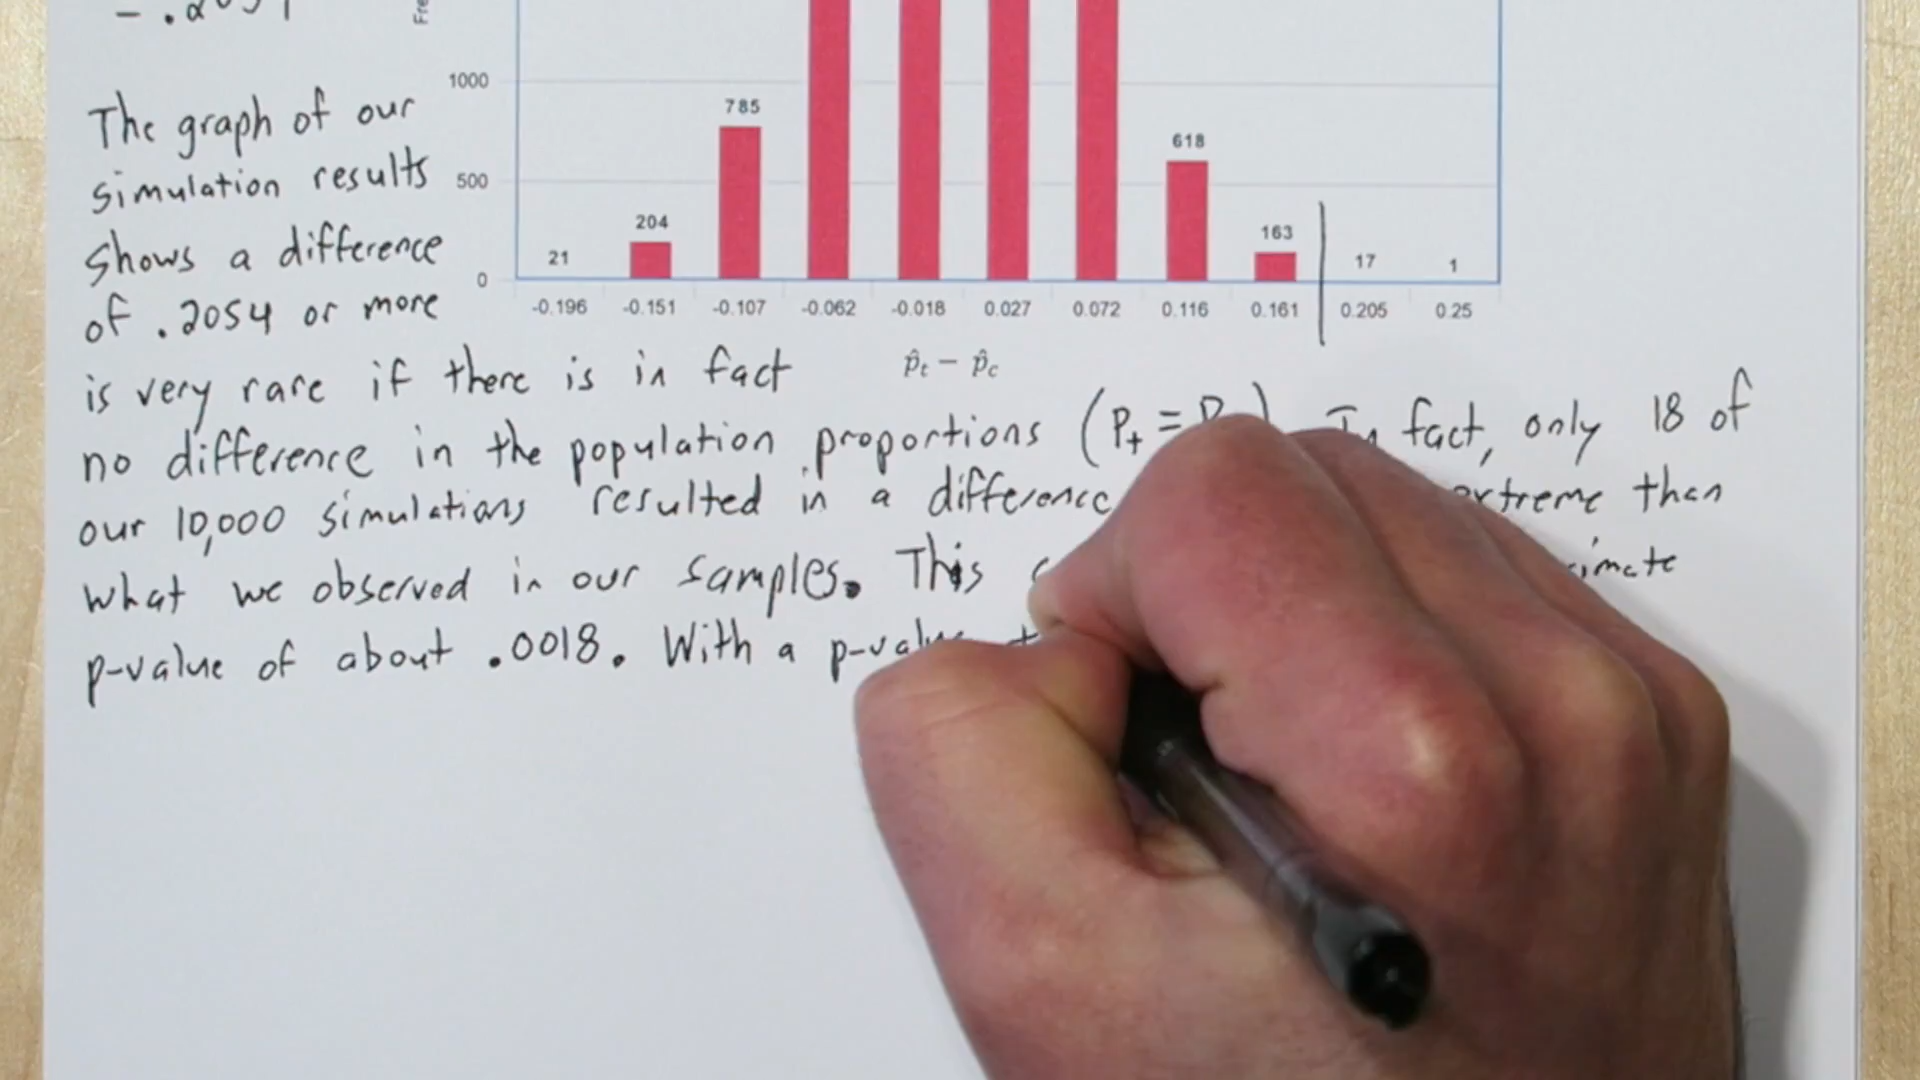 1000
785
618
500
204
163
21
17
1
0
-0.196 -0.151 -0.107 -0.062 -0.018 0.027 0.072 0.116 0.161 0.205 0.25
p̂t − p̂c
The graph of our
simulation results
shows a difference
of .2054 or more
is very rare if there is in fact
no difference in the population proportions (Pt = In fact, only 18 of
our 10,000 simulations resulted in a difference extreme than
what we observed in our samples. This
p-value of about .0018. With a p-value